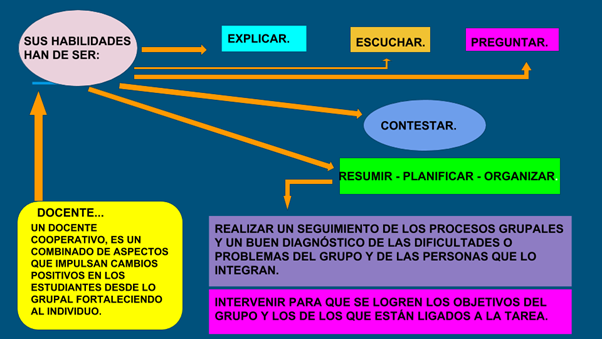 SUS HABILIDADES
HAN DE SER:
EXPLICAR.
ESCUCHAR.
PREGUNTAR.
CONTESTAR.
RESUMIR - PLANIFICAR - ORGANIZAR.
DOCENTE...
UN DOCENTE
COOPERATIVO, ES UN
COMBINADO DE ASPECTOS
QUE IMPULSAN CAMBIOS
POSITIVOS EN LOS
ESTUDIANTES DESDE LO
GRUPAL FORTALECIENDO
AL INDIVIDUO.
REALIZAR UN SEGUIMIENTO DE LOS PROCESOS GRUPALES
Y UN BUEN DIAGNÓSTICO DE LAS DIFICULTADES O
PROBLEMAS DEL GRUPO Y DE LAS PERSONAS QUE LO
INTEGRAN.
INTERVENIR PARA QUE SE LOGREN LOS OBJETIVOS DEL
GRUPO Y LOS DE LOS QUE ESTÁN LIGADOS A LA TAREA.